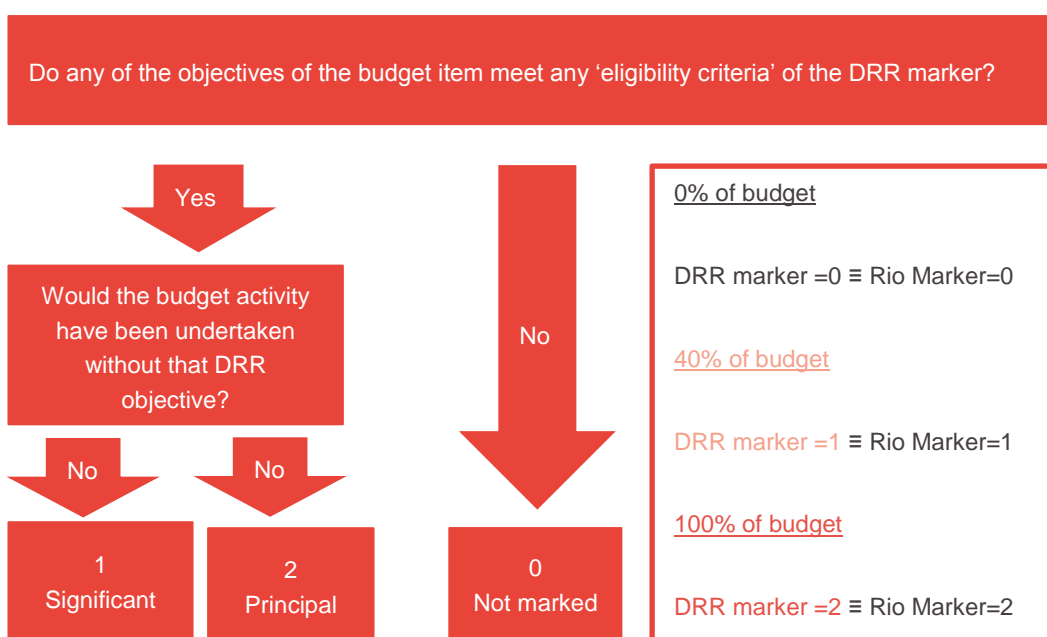 Do any of the objectives of the budget item meet any ‘eligibility criteria’ of the DRR marker?
Yes
Would the budget activity
have been undertaken
without that DRR
objective?
No
No
1
Significant
2
Principal
No
0
Not marked
0% of budget
DRR marker =0 ≡ Rio Marker=0
40% of budget
DRR marker =1 ≡ Rio Marker=1
100% of budget
DRR marker =2 ≡ Rio Marker=2